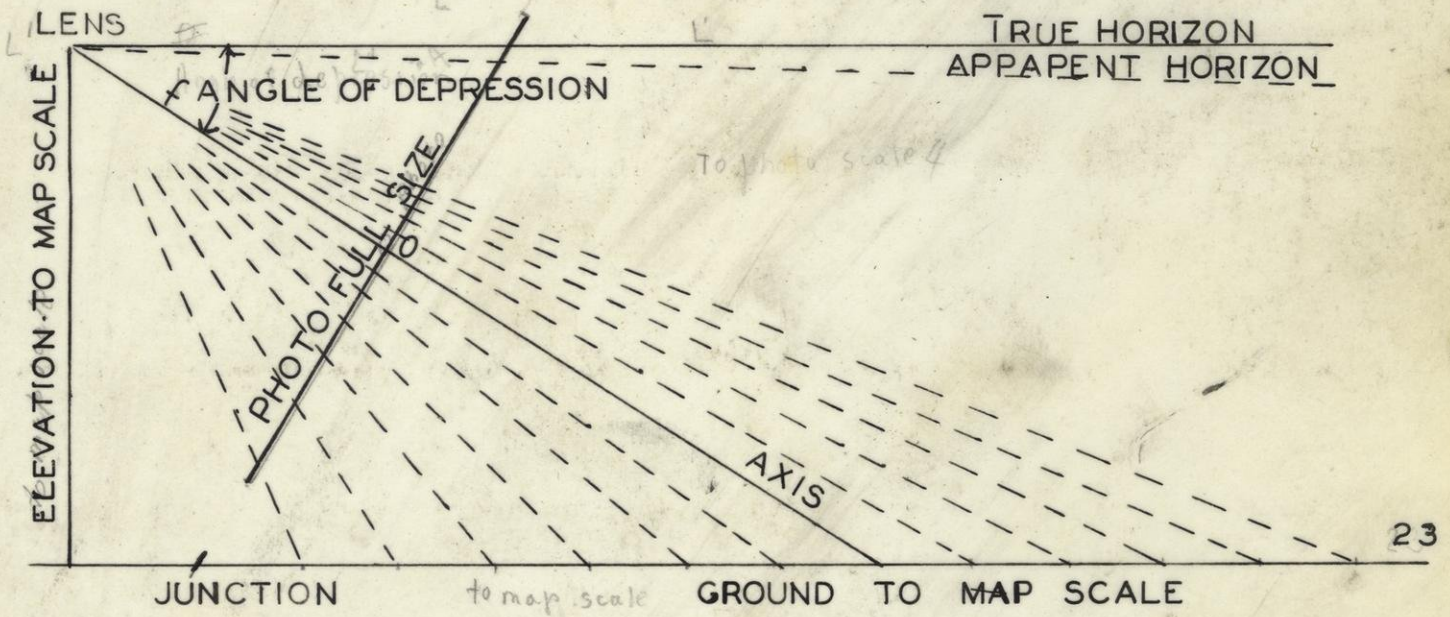 LENS
TRUE HORIZON
APPAPENT HORIZON
ANGLE OF DEPRESSION
ELEVATION TO MAP SCALE
PHOTO FULL SIZE
To photo scale
O
AXIS
23
JUNCTION
to map scale
GROUND TO MAP SCALE